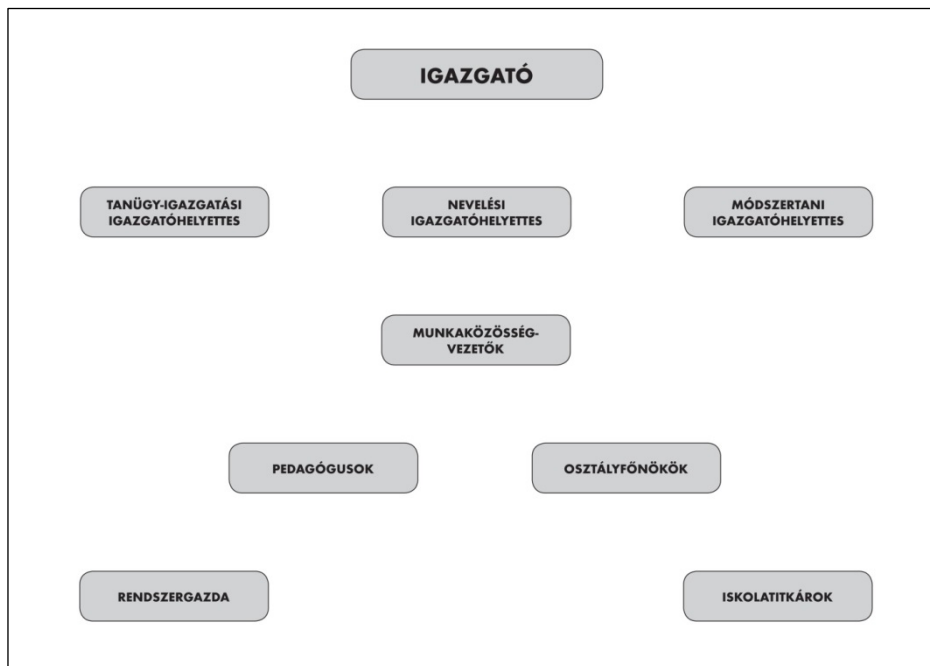 IGAZGATÓ
TANÜGY-IGAZGATÁSI
IGAZGATÓHELYETTES
NEVELÉSI
IGAZGATÓHELYETTES
MÓDSZERTANI
IGAZGATÓHELYETTES
MUNKAKÖZÖSSÉG-
VEZETŐK
PEDAGÓGUSOK
OSZTÁLYFŐNÖKÖK
RENDSZERGAZDA
ISKOLATITKÁROK